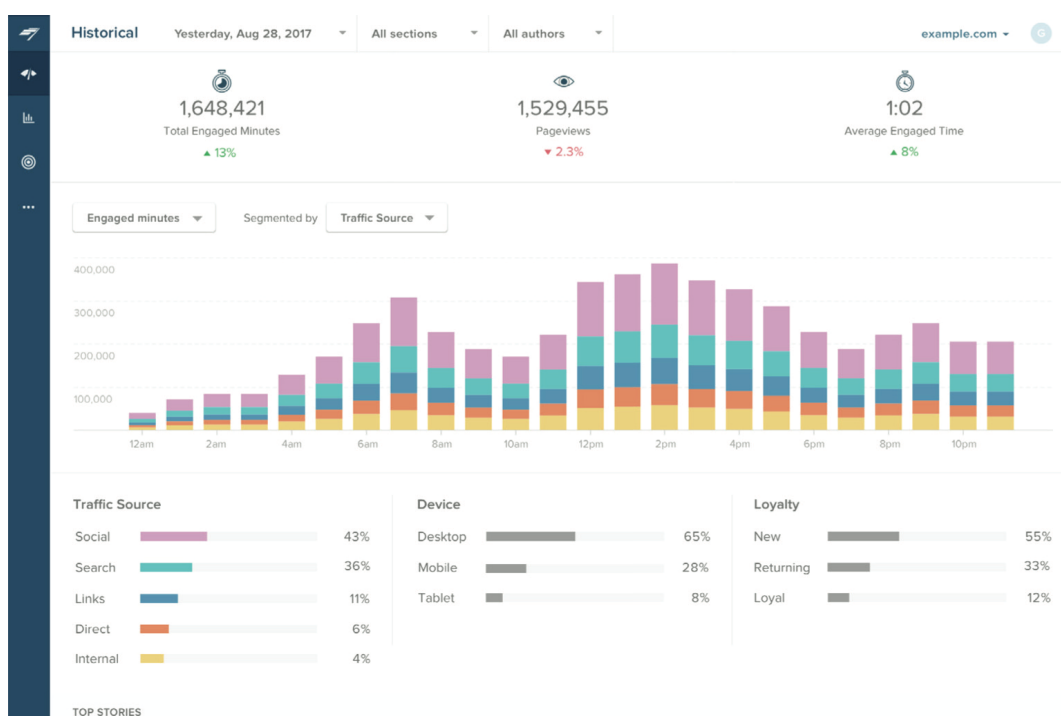 Historical Yesterday, Aug 28, 2017 All sections All authors example.com G
1,648,421 1,529,455 1:02
Total Engaged Minutes Pageviews Average Engaged Time
13% 2.3% 8%
Engaged minutes Segmented by Traffic Source
400,000
300,000
200,000
100,000
12am 2am 4am 6am 8am 10am 12pm 2pm 4pm 6pm 8pm 10pm
Traffic Source
Social 43%
Search 36%
Links 11%
Direct 6%
Internal 4%
Device
Desktop 65%
Mobile 28%
Tablet 8%
Loyalty
New 55%
Returning 33%
Loyal 12%
TOP STORIES